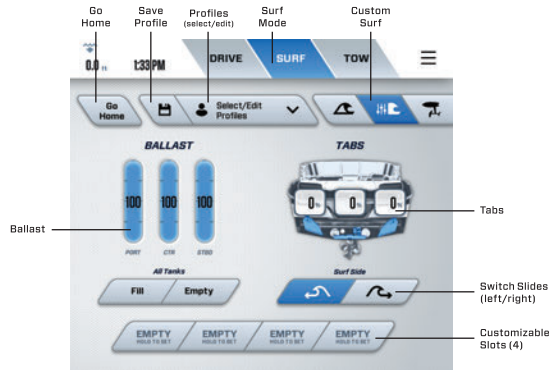 Go Home
Save Profile
Profiles (select/edit)
Surf Mode
Custom Surf
0.0 ft
1:33 PM
DRIVE
SURF
TOW
Go Home
Select/Edit Profiles
BALLAST
TABS
100
100
100
0%
0%
0%
Ballast
Tabs
PORT
CTR
STBD
All Tanks
Surf Side
Fill
Empty
Switch Slides (left/right)
EMPTY
EMPTY
EMPTY
EMPTY
HOLD TO SET
HOLD TO SET
HOLD TO SET
HOLD TO SET
Customizable Slots (4)